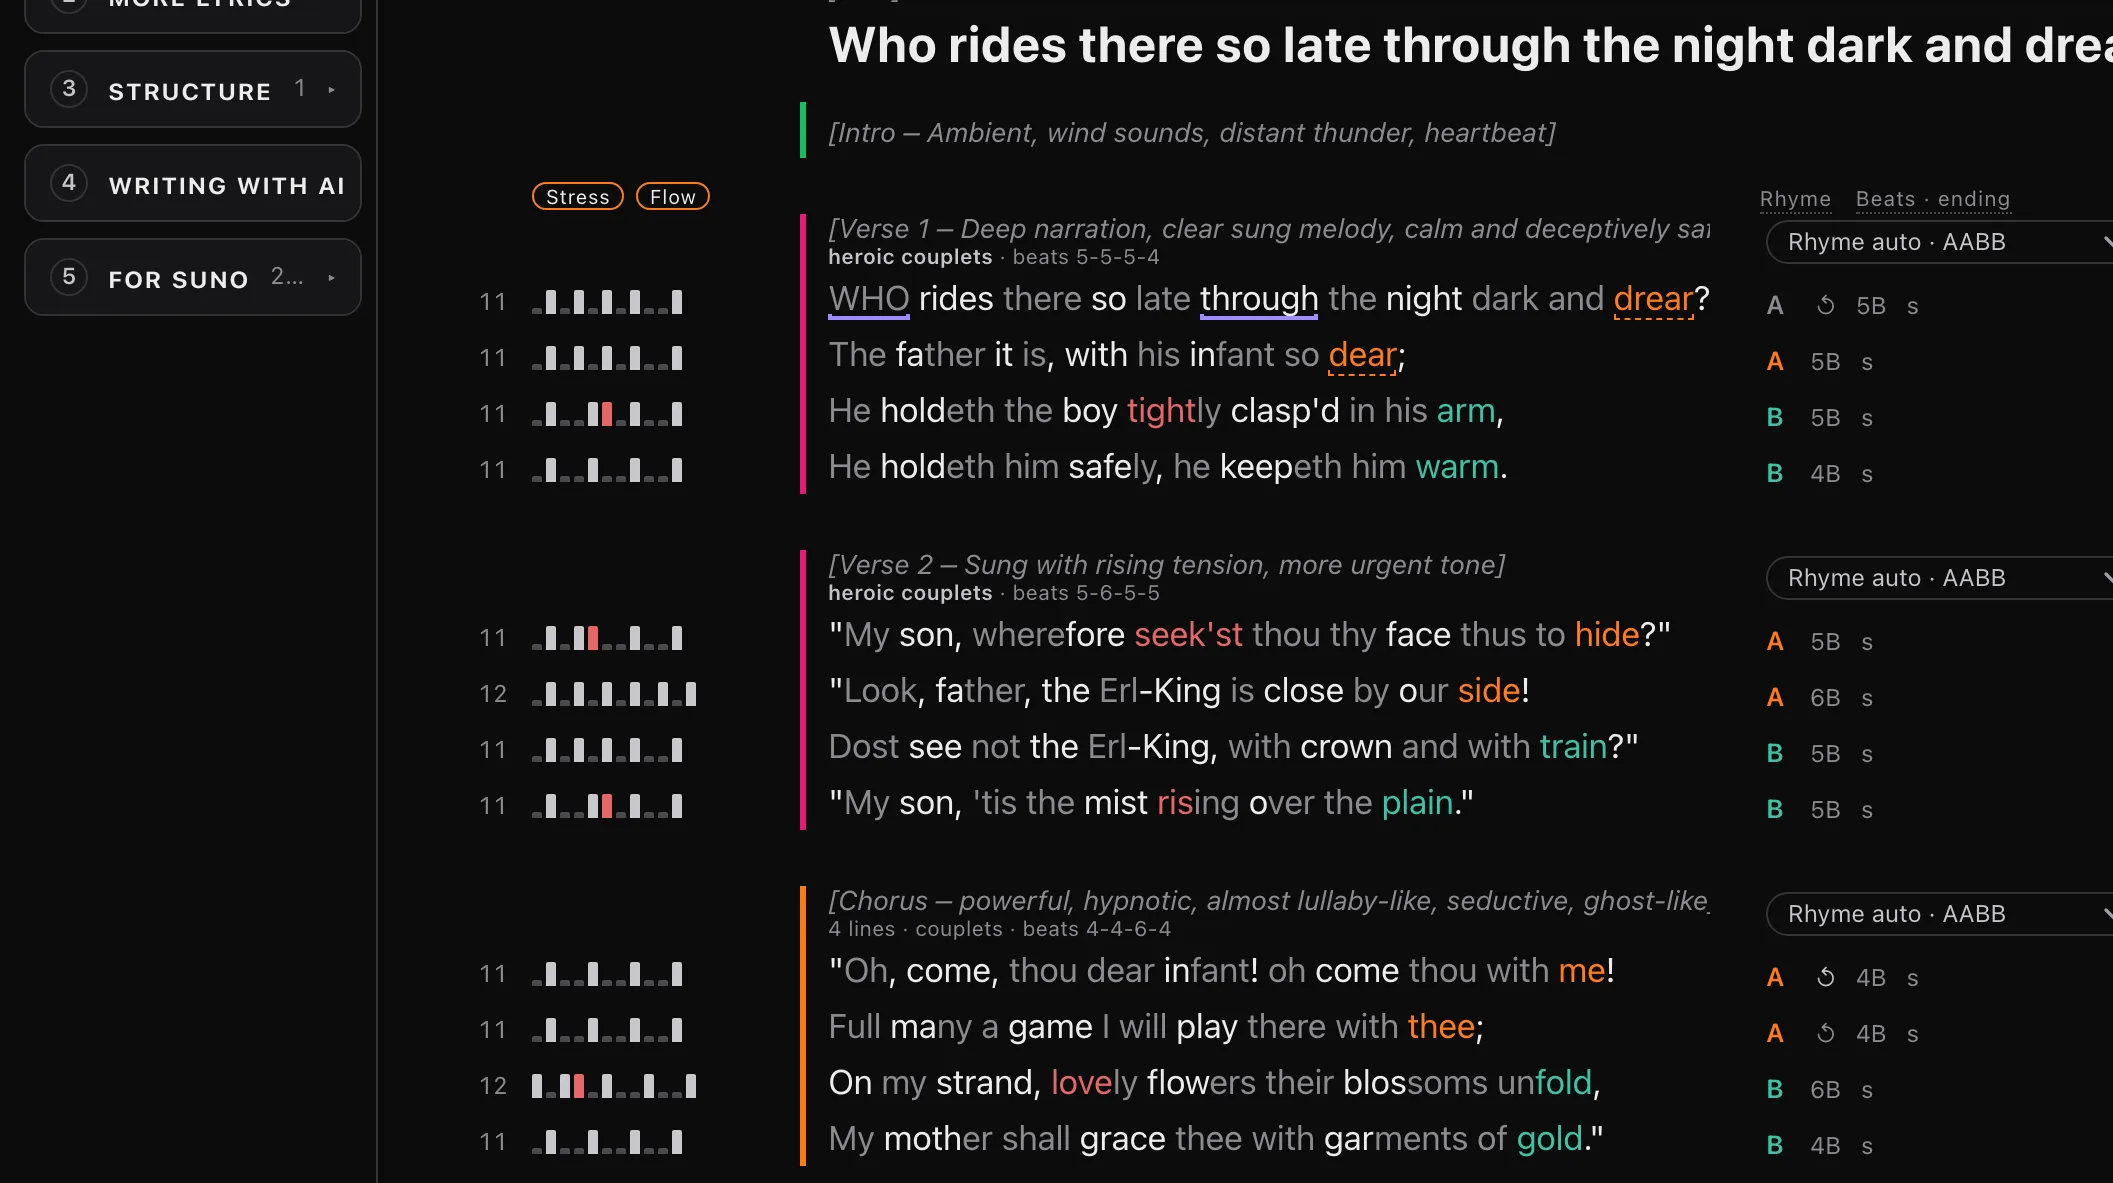 MORE LYRICS
3 STRUCTURE 1
4 WRITING WITH AI
5 FOR SUNO 2...
Who rides there so late through the night dark and
[Intro – Ambient, wind sounds, distant thunder, heartbeat]
Stress Flow
Rhyme Beats · ending
[Verse 1 – Deep narration, clear sung melody, calm and deceptively
Rhyme auto · AABB
heroic couplets · beats 5-5-5-4
11 WHO rides there so late through the night dark and drear? A 5B s
11 The father it is, with his infant so dear; A 5B s
11 He holdeth the boy tightly clasp'd in his arm, B 5B s
11 He holdeth him safely, he keepeth him warm. B 4B s
[Verse 2 – Sung with rising tension, more urgent tone]
Rhyme auto · AABB
heroic couplets · beats 5-6-5-5
11 "My son, wherefore seek'st thou thy face thus to hide?" A 5B s
12 "Look, father, the Erl-King is close by our side! A 6B s
11 Dost see not the Erl-King, with crown and with train?" B 5B s
11 "My son, 'tis the mist rising over the plain." B 5B s
[Chorus – powerful, hypnotic, almost lullaby-like, seductive, ghost-like
Rhyme auto · AABB
4 lines · couplets · beats 4-4-6-4
11 "Oh, come, thou dear infant! oh come thou with me! A 4B s
11 Full many a game I will play there with thee; A 4B s
12 On my strand, lovely flowers their blossoms unfold, B 6B s
11 My mother shall grace thee with garments of gold." B 4B s